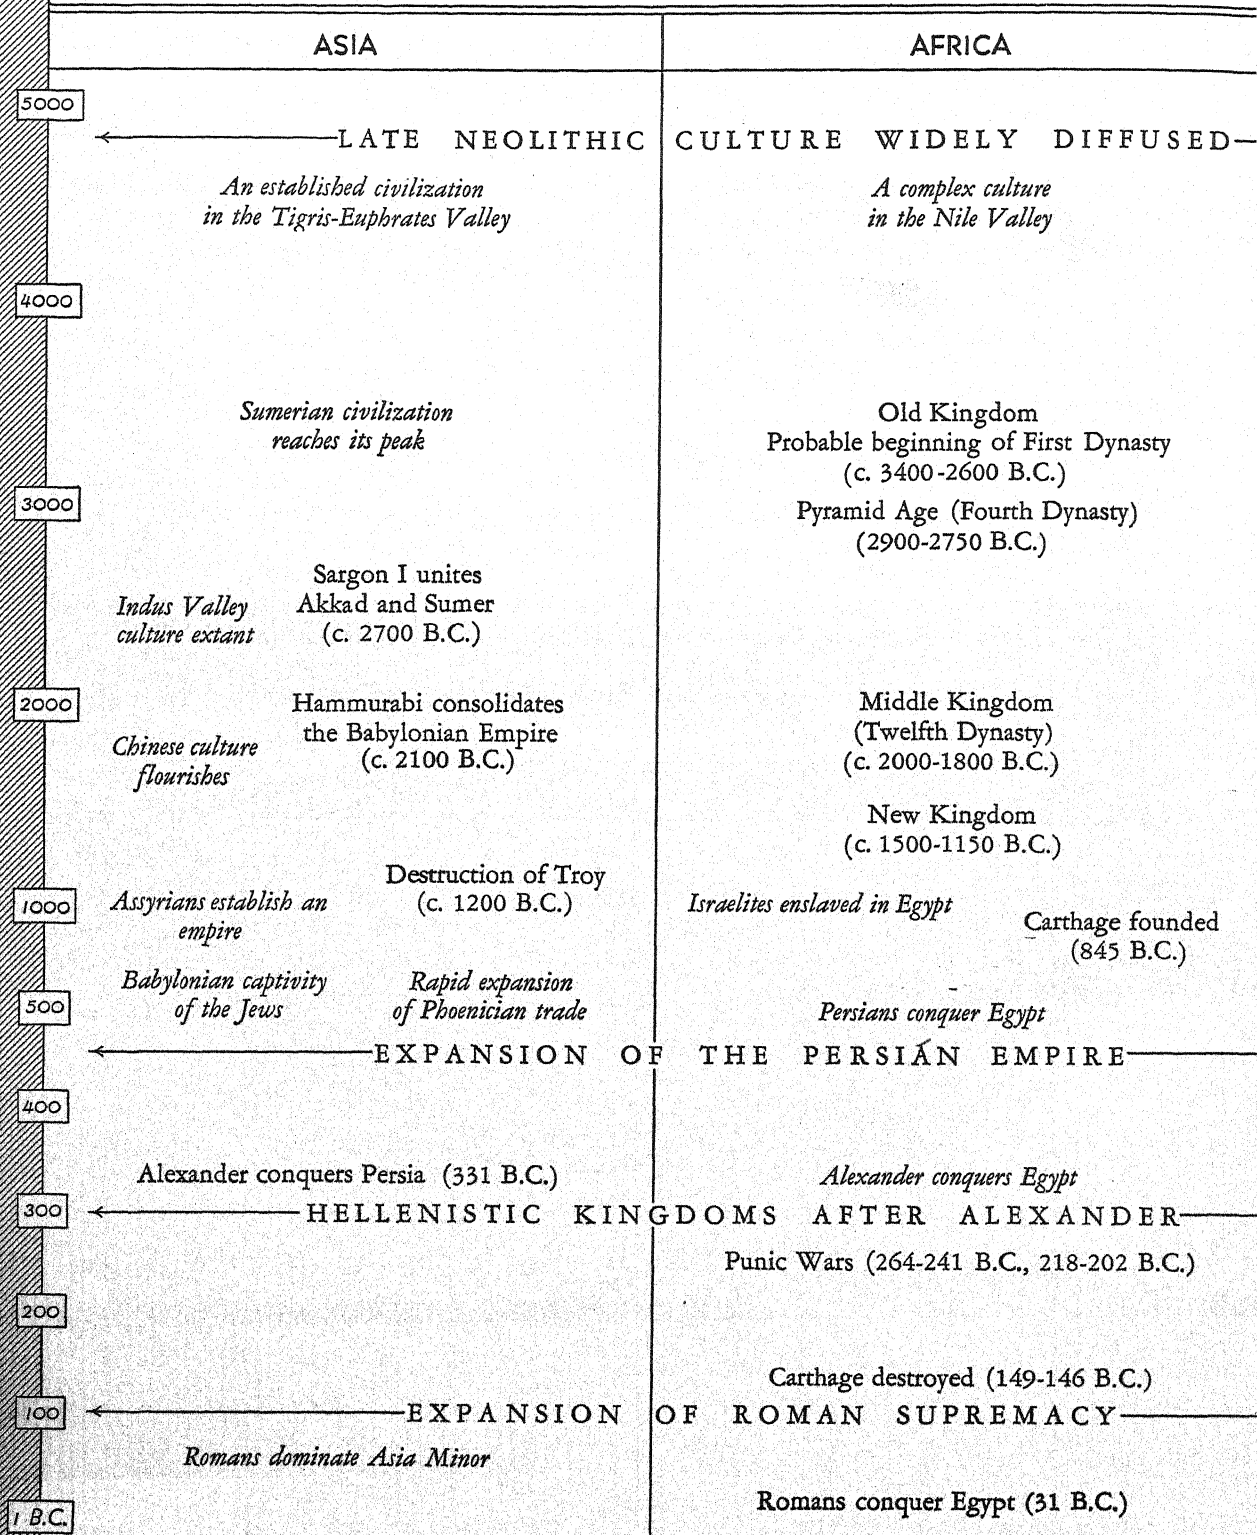 ASIA
AFRICA
5000
LATE NEOLITHIC CULTURE WIDELY DIFFUSED
An established civilization
in the Tigris-Euphrates Valley
A complex culture
in the Nile Valley
4000
Sumerian civilization
reaches its peak
Old Kingdom
Probable beginning of First Dynasty
(c. 3400-2600 B.C.)
3000
Pyramid Age (Fourth Dynasty)
(2900-2750 B.C.)
Sargon I unites
Akkad and Sumer
(c. 2700 B.C.)
Indus Valley
culture extant
2000
Hammurabi consolidates
the Babylonian Empire
(c. 2100 B.C.)
Chinese culture
flourishes
Middle Kingdom
(Twelfth Dynasty)
(c. 2000-1800 B.C.)
New Kingdom
(c. 1500-1150 B.C.)
Destruction of Troy
(c. 1200 B.C.)
1000
Assyrians establish an
empire
Israelites enslaved in Egypt
Carthage founded
(845 B.C.)
Babylonian captivity
of the Jews
Rapid expansion
of Phoenician trade
500
Persians conquer Egypt
EXPANSION OF THE PERSIAN EMPIRE
400
Alexander conquers Persia (331 B.C.)
Alexander conquers Egypt
300
HELLENISTIC KINGDOMS AFTER ALEXANDER
Punic Wars (264-241 B.C., 218-202 B.C.)
200
Carthage destroyed (149-146 B.C.)
100
EXPANSION OF ROMAN SUPREMACY
Romans dominate Asia Minor
Romans conquer Egypt (31 B.C.)
1 B.C.